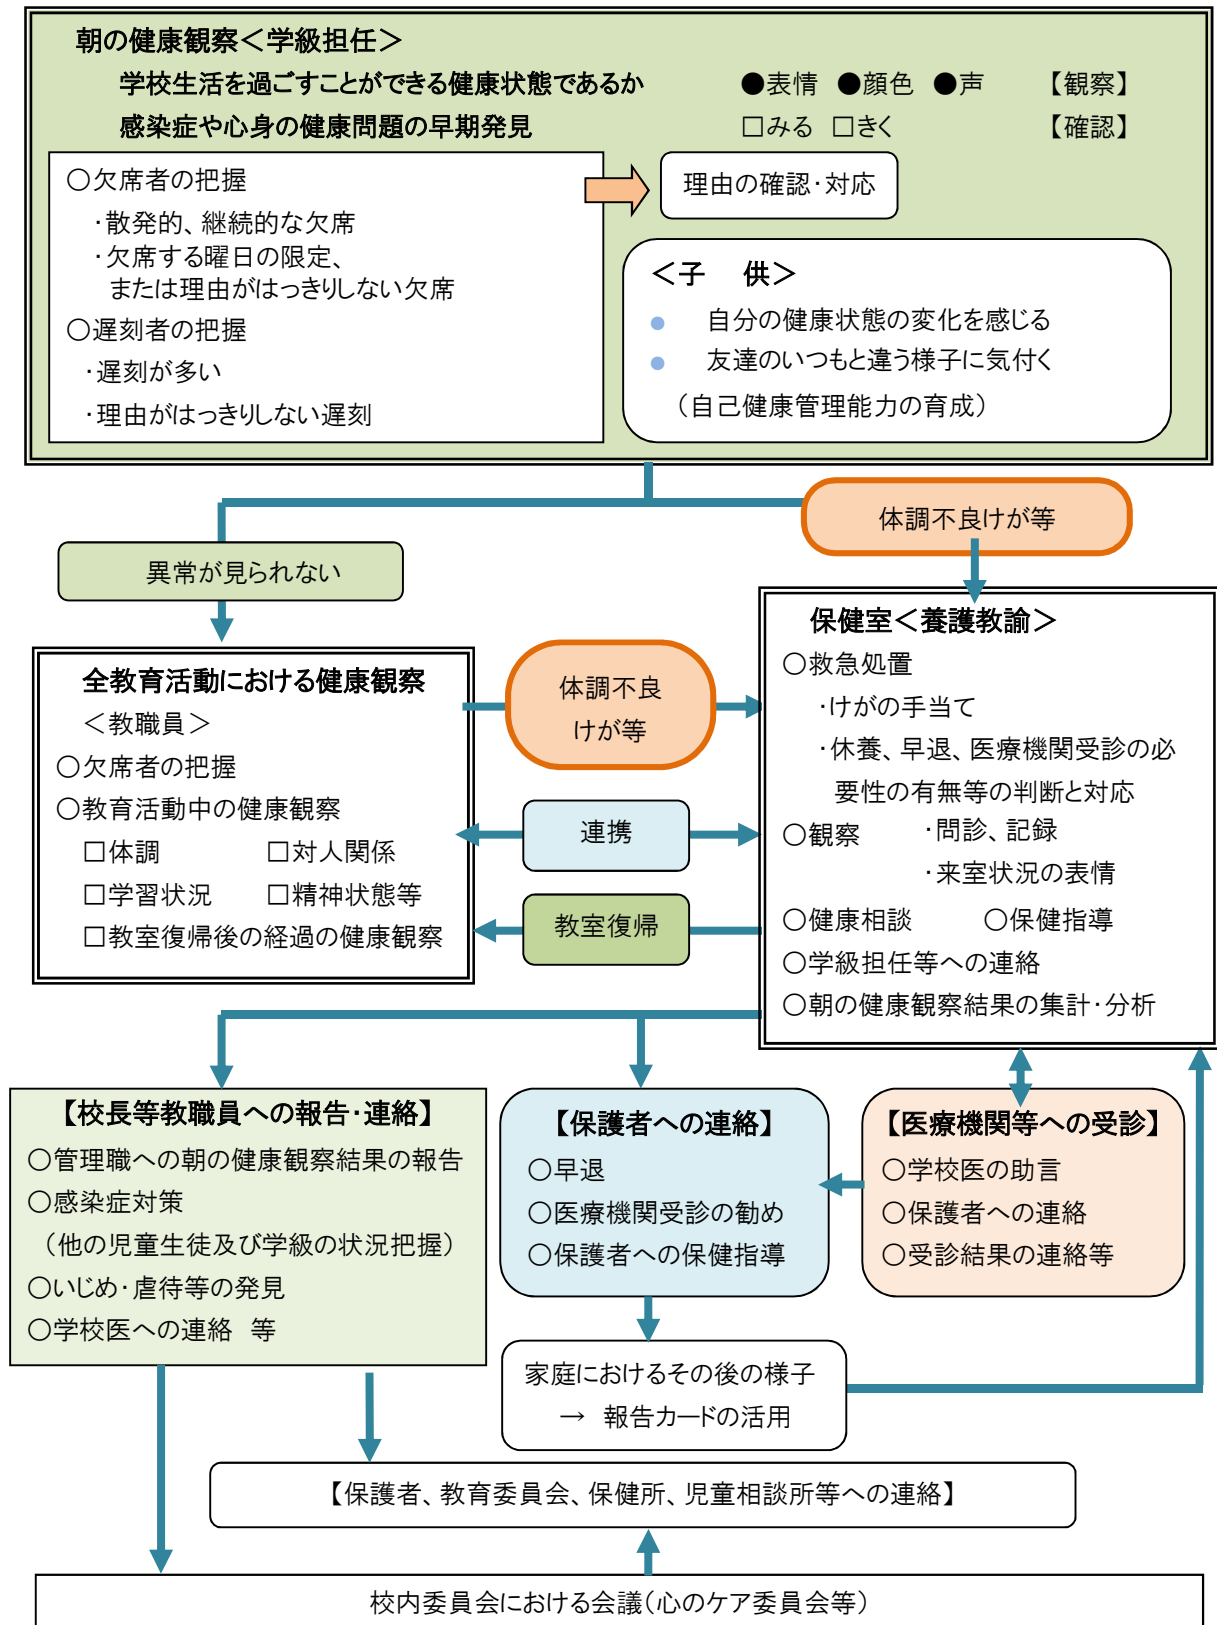 朝の健康観察＜学級担任＞
学校生活を過ごすことができる健康状態であるか ●表情 ●顔色 ●声 【観察】
感染症や心身の健康問題の早期発見 □みる □きく 【確認】
○欠席者の把握
・散発的、継続的な欠席
・欠席する曜日の限定、
または理由がはっきりしない欠席
○遅刻者の把握
・遅刻が多い
・理由がはっきりしない遅刻
理由の確認・対応
＜子　供＞
● 自分の健康状態の変化を感じる
● 友達のいつもと違う様子に気付く
（自己健康管理能力の育成）
体調不良けが等
異常が見られない
全教育活動における健康観察
＜教職員＞
○欠席者の把握
○教育活動中の健康観察
□体調 □対人関係
□学習状況 □精神状態等
□教室復帰後の経過の健康観察
体調不良
けが等
連携
教室復帰
保健室＜養護教諭＞
○救急処置
・けがの手当て
・休養、早退、医療機関受診の必
要性の有無等の判断と対応
○観察 ・問診、記録
・来室状況の表情
○健康相談 ○保健指導
○学級担任等への連絡
○朝の健康観察結果の集計・分析
【校長等教職員への報告・連絡】
○管理職への朝の健康観察結果の報告
○感染症対策
（他の児童生徒及び学級の状況把握）
○いじめ・虐待等の発見
○学校医への連絡 等
【保護者への連絡】
○早退
○医療機関受診の勧め
○保護者への保健指導
【医療機関等への受診】
○学校医の助言
○保護者への連絡
○受診結果の連絡等
家庭におけるその後の様子
→ 報告カードの活用
【保護者、教育委員会、保健所、児童相談所等への連絡】
校内委員会における会議（心のケア委員会等）